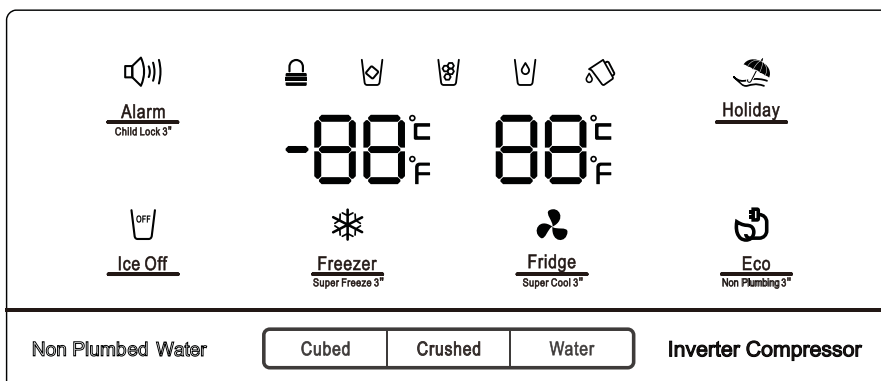 Alarm
Child Lock 3"
Holiday
-88 °C °F
88 °C °F
OFF
Ice Off
Freezer
Super Freeze 3"
Fridge
Super Cool 3"
Eco
Non Plumbing 3"
Non Plumbed Water
Cubed
Crushed
Water
Inverter Compressor